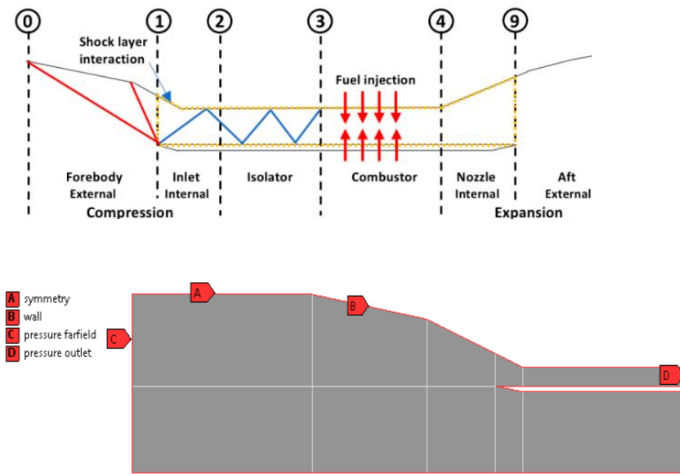 0 1 2 3 4 9
Shock layer
interaction
Fuel injection
Forebody Inlet Isolator Combustor Nozzle Aft
External Internal Internal External
Compression Expansion
A symmetry
B wall
C pressure farfield
D pressure outlet
A
B
C
D